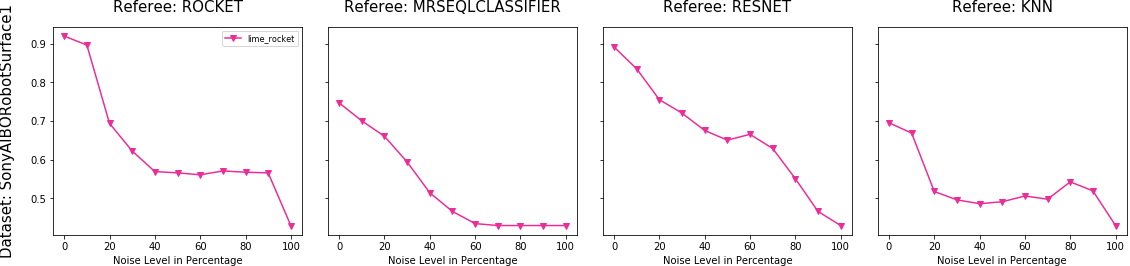 Referee: ROCKET
Referee: MRSEQLCLASSIFIER
Referee: RESNET
Referee: KNN
Dataset: SonyAIBORobotSurface1
lime_rocket
0.9
0.8
0.7
0.6
0.5
0 20 40 60 80 100
0 20 40 60 80 100
0 20 40 60 80 100
0 20 40 60 80 100
Noise Level in Percentage
Noise Level in Percentage
Noise Level in Percentage
Noise Level in Percentage